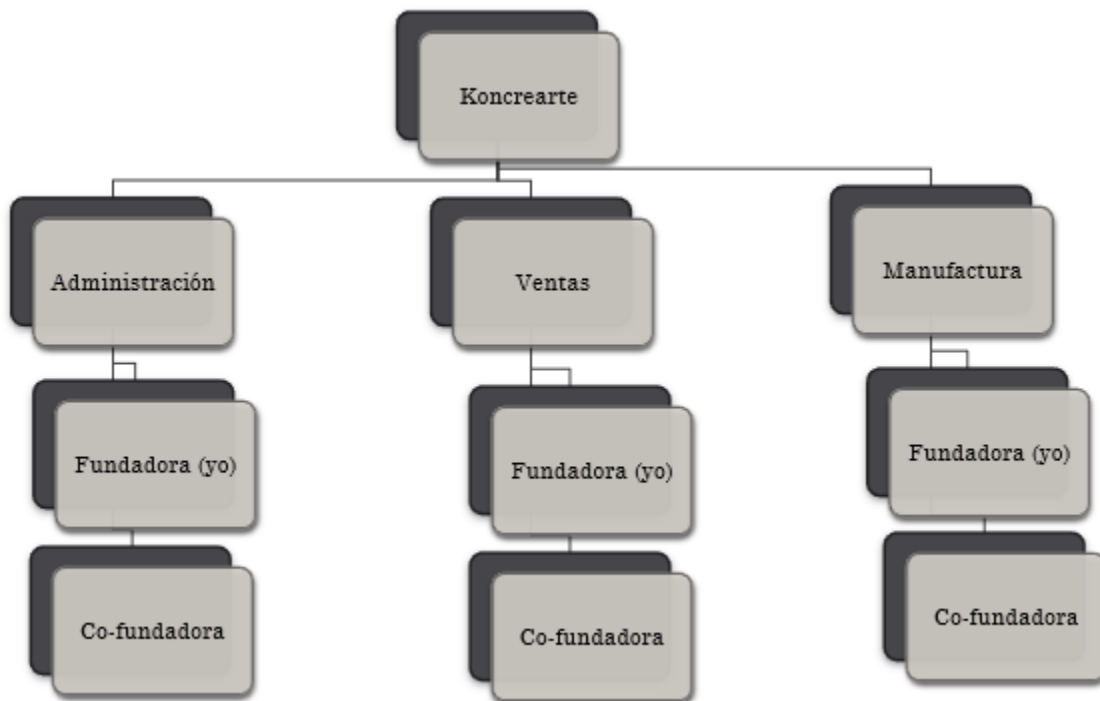 Koncrearte
Administración
Ventas
Manufactura
Fundadora (yo)
Fundadora (yo)
Fundadora (yo)
Co-fundadora
Co-fundadora
Co-fundadora